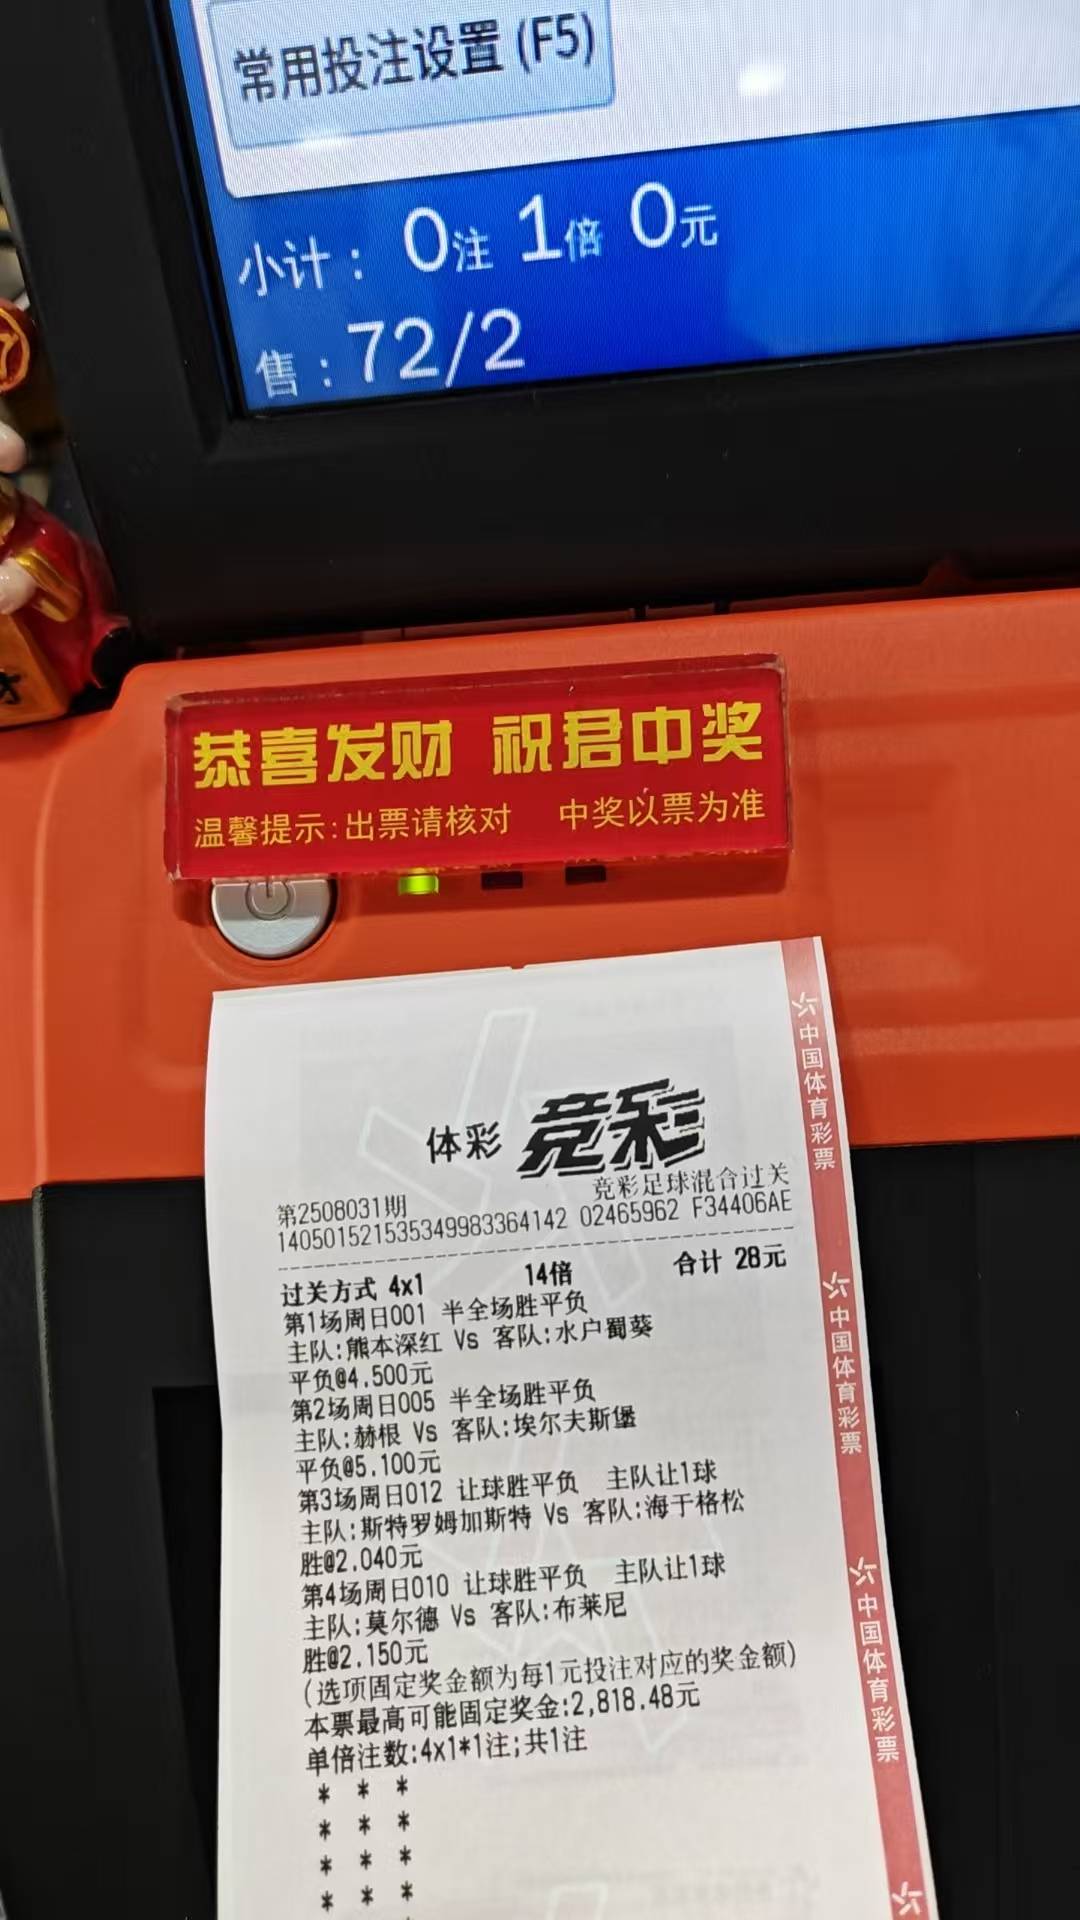 常用投注设置 (F5)
小计： 0注 1倍 0元
售：72/2
恭喜发财 祝君中奖
温馨提示:出票请核对 中奖以票为准
体彩 竞彩
竞彩足球混合过关
第2508031期
140501521535349983364142 02465962 F34406AE
过关方式 4x1 14倍 合计 28元
第1场周日001 半全场胜平负
主队:熊本深红 Vs 客队:水户蜀葵
平负@4.500元
第2场周日005 半全场胜平负
主队:赫根 Vs 客队:埃尔夫斯堡
平负@5.100元
第3场周日012 让球胜平负 主队让1球
主队:斯特罗姆加斯特 Vs 客队:海于格松
胜@2.040元
第4场周日010 让球胜平负 主队让1球
主队:莫尔德 Vs 客队:布莱尼
胜@2.150元
(选项固定奖金额为每1元投注对应的奖金额)
本票最高可能固定奖金:2,818.48元
单倍注数:4x1*1注;共1注
* * *
* * *
* * *
* * *
中国体育彩票
中国体育彩票
中国体育彩票